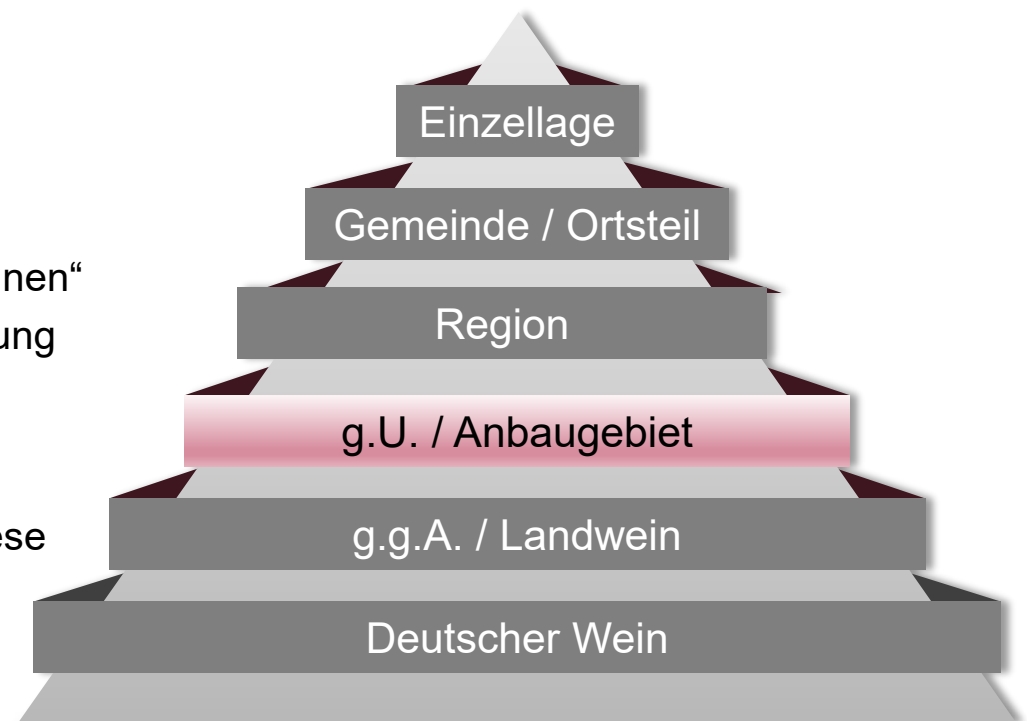 Einzellage
Gemeinde / Ortsteil
nen“
Region
ung
g.U. / Anbaugebiet
g.g.A. / Landwein
ese
Deutscher Wein